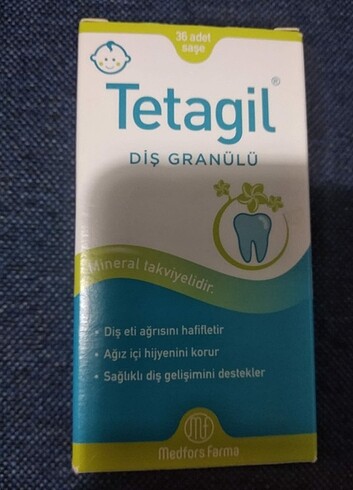 36 adet
saşe
Tetagil®
DİŞ GRANÜLÜ
Mineral takviyelidir.
• Diş eti ağrısını hafifletir
• Ağız içi hijyenini korur
• Sağlıklı diş gelişimini destekler
Medfors Farma